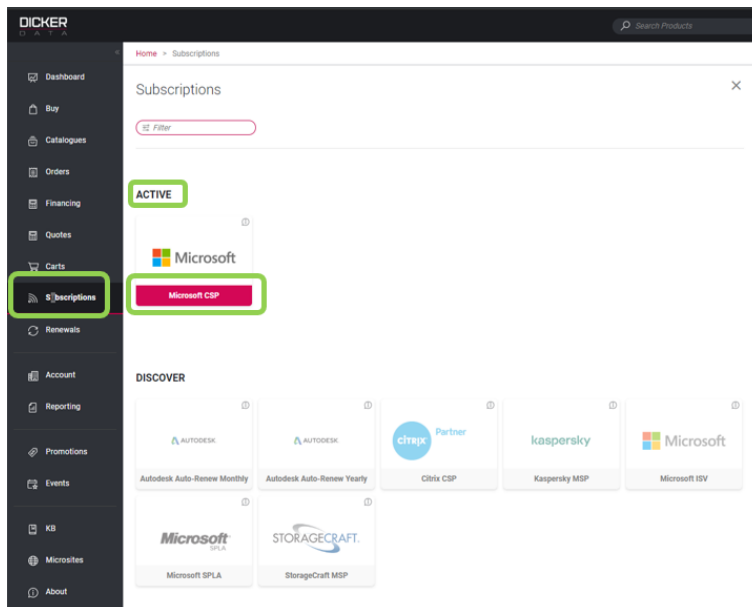 DICKER
DATA
Search Products
Home > Subscriptions
Dashboard
Buy
Catalogues
Orders
Financing
Quotes
Carts
Subscriptions
Renewals
Account
Reporting
Promotions
Events
KB
Microsites
About
Subscriptions
Filter
ACTIVE
Microsoft
Microsoft CSP
DISCOVER
AUTODESK
Autodesk Auto-Renew Monthly
AUTODESK
Autodesk Auto-Renew Yearly
citrix Partner
Citrix CSP
kaspersky
Kaspersky MSP
Microsoft
Microsoft ISV
Microsoft
SPLA
Microsoft SPLA
STORAGECRAFT.
StorageCraft MSP